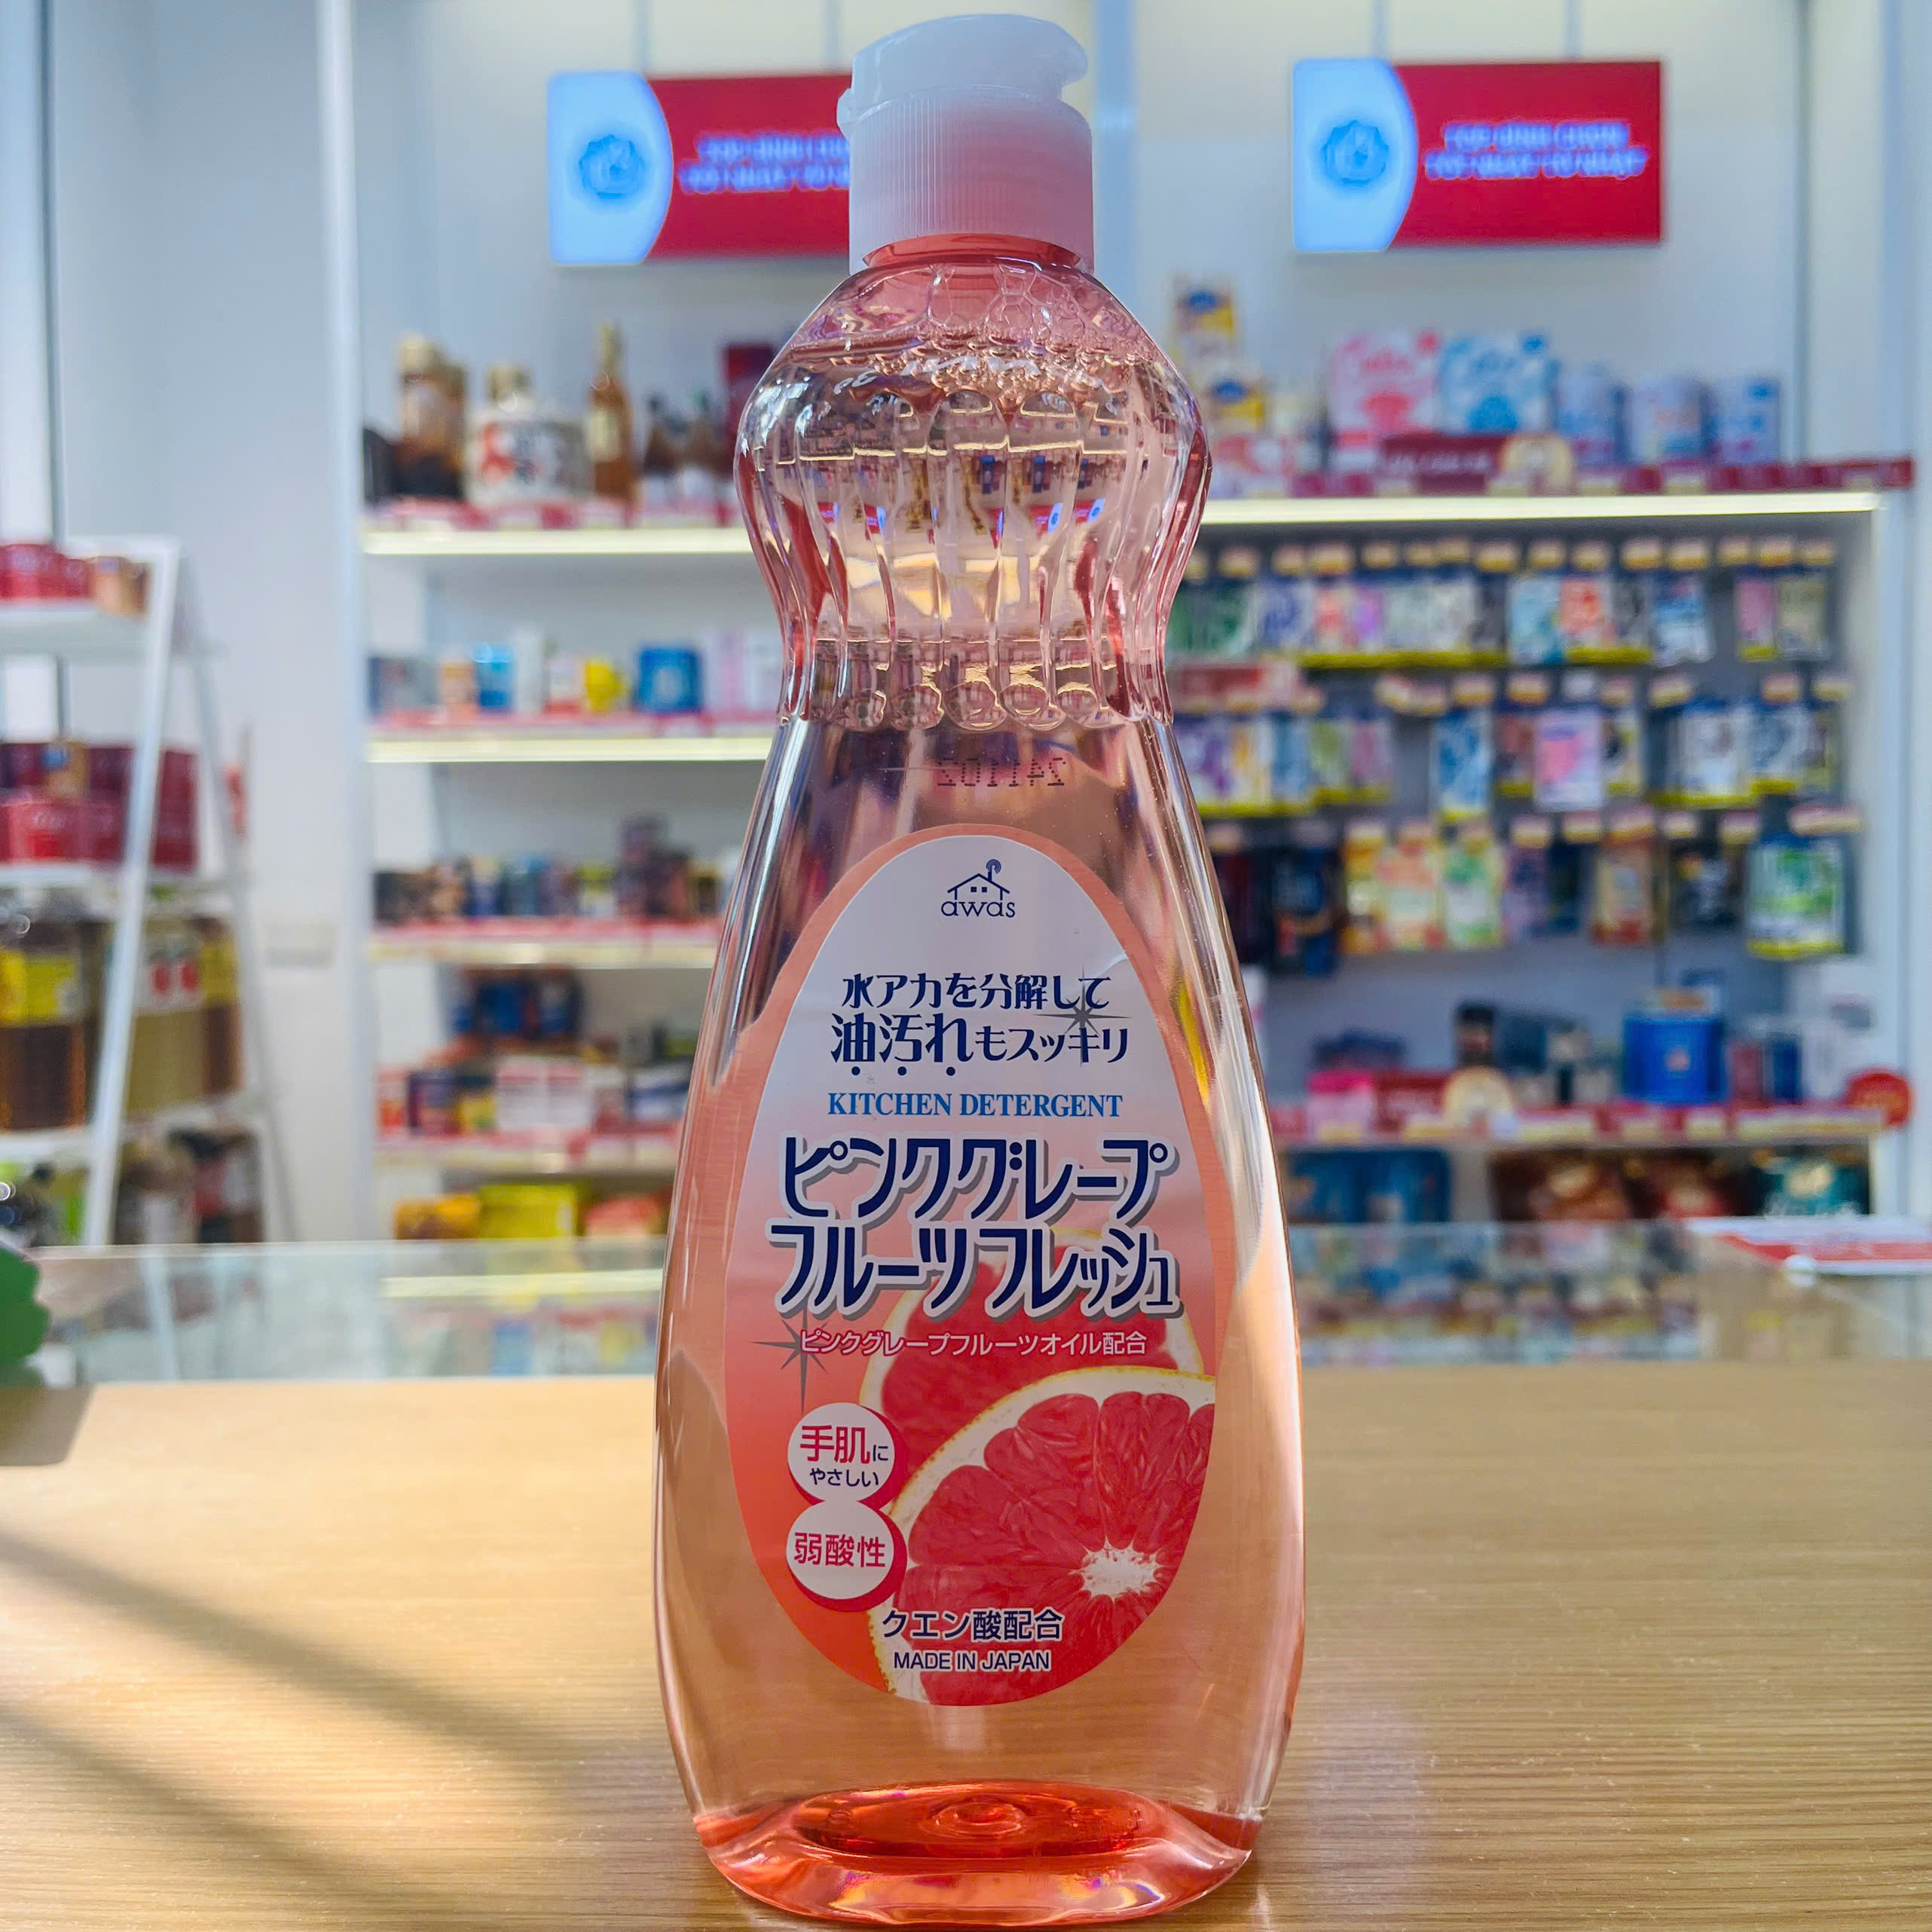 awas
水アカを分解して
油汚れもスッキリ
KITCHEN DETERGENT
ピンクグレープ
フルーツフレッシュ
ピンクグレープフルーツオイル配合
手肌に
やさしい
弱酸性
クエン酸配合
MADE IN JAPAN